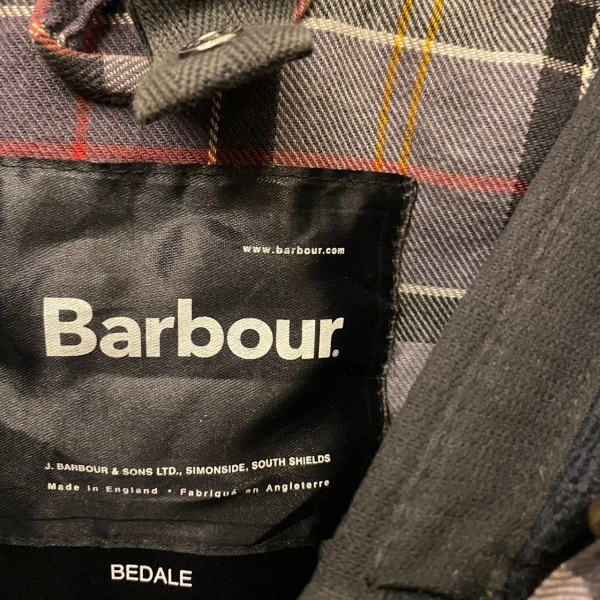 www.barbour.com
Barbour®
J. BARBOUR & SONS LTD., SIMONSIDE, SOUTH SHIELDS
Made in England • Fabriqué en Angleterre
BEDALE